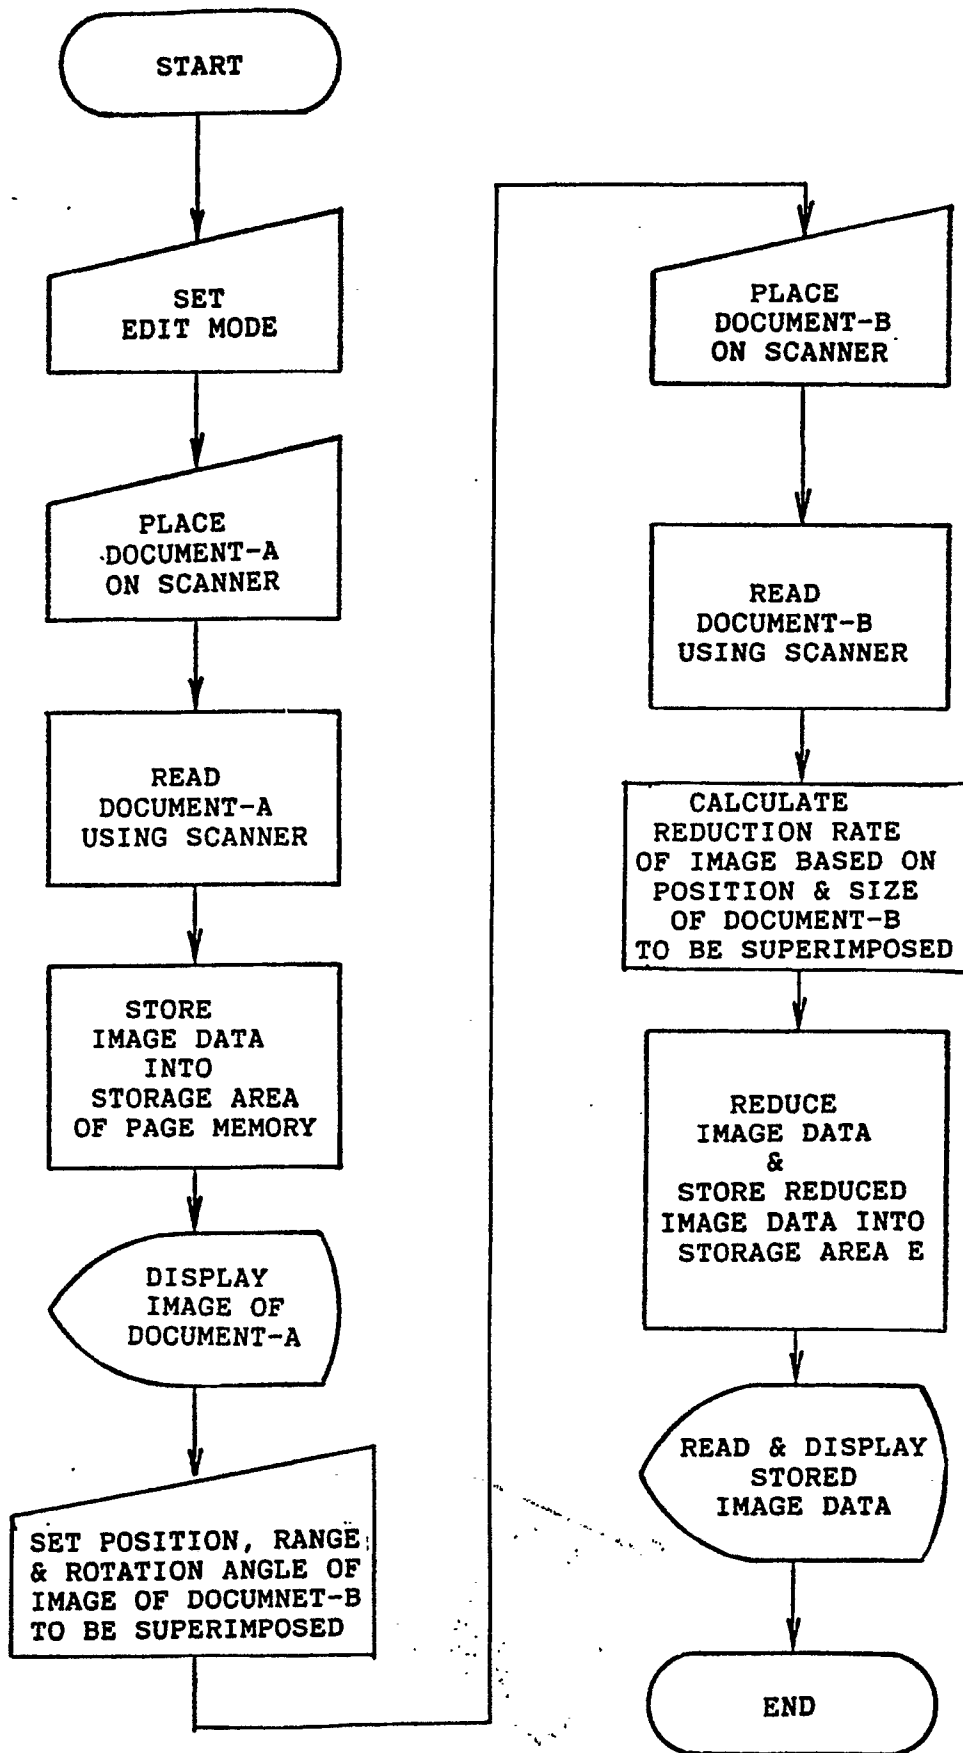 START
SET
EDIT MODE
PLACE
DOCUMENT-A
ON SCANNER
READ
DOCUMENT-A
USING SCANNER
STORE
IMAGE DATA
INTO
STORAGE AREA
OF PAGE MEMORY
DISPLAY
IMAGE OF
DOCUMENT-A
SET POSITION, RANGE
& ROTATION ANGLE OF
IMAGE OF DOCUMNET-B
TO BE SUPERIMPOSED
PLACE
DOCUMENT-B
ON SCANNER
READ
DOCUMENT-B
USING SCANNER
CALCULATE
REDUCTION RATE
OF IMAGE BASED ON
POSITION & SIZE
OF DOCUMENT-B
TO BE SUPERIMPOSED
REDUCE
IMAGE DATA
&
STORE REDUCED
IMAGE DATA INTO
STORAGE AREA E
READ & DISPLAY
STORED
IMAGE DATA
END